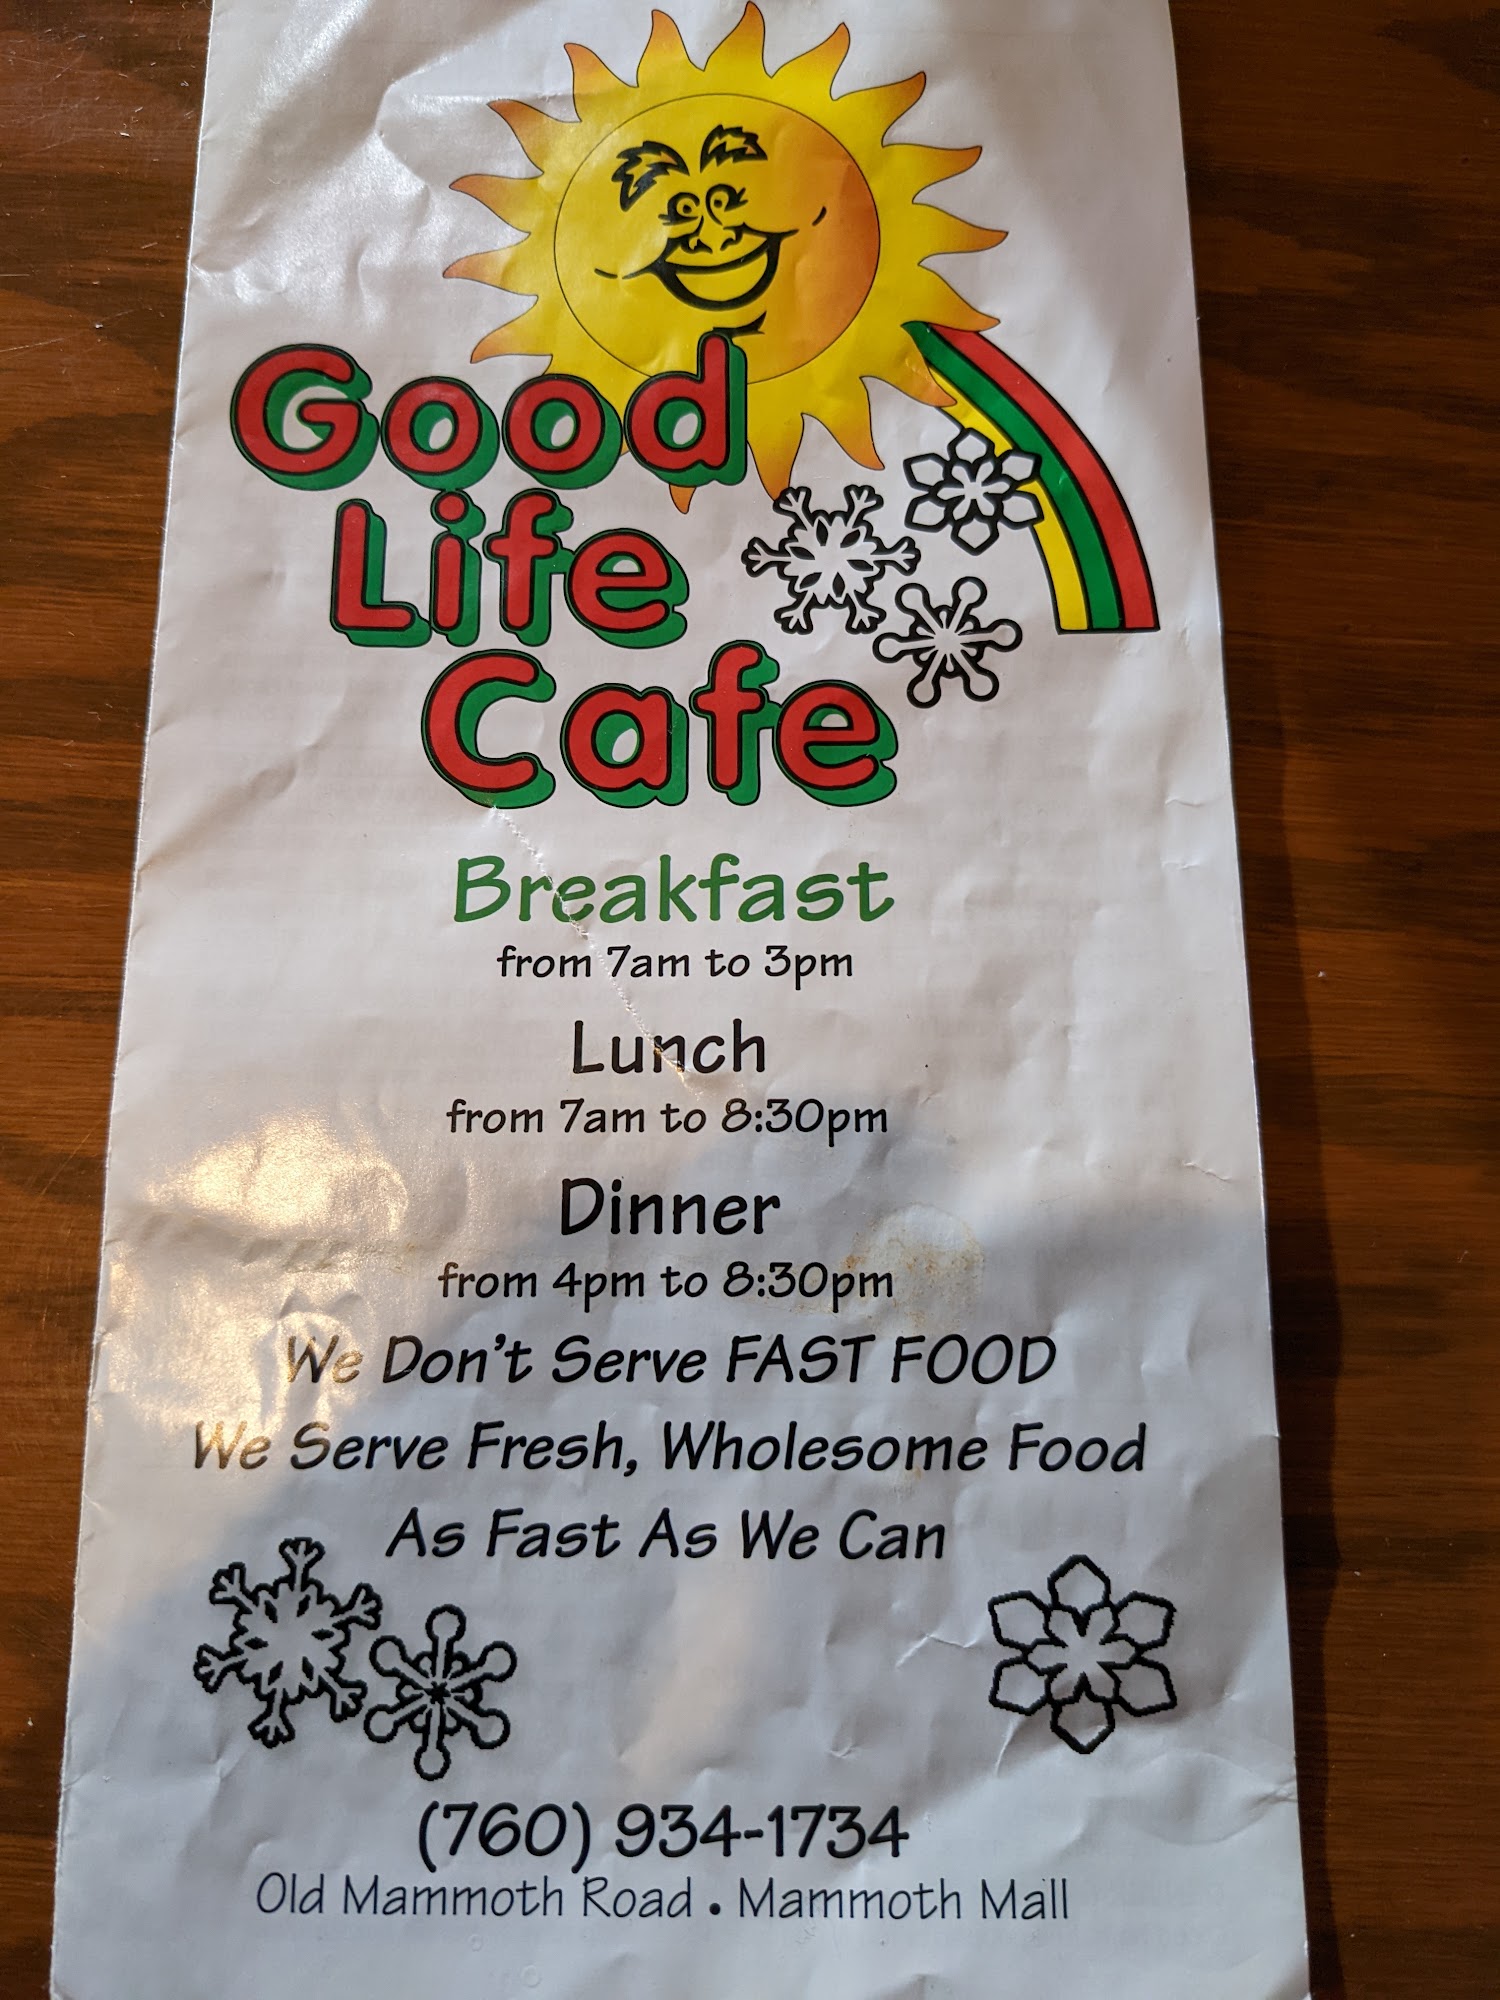 Good
Life
Cafe
Breakfast
from 7am to 3pm
Lunch
from 7am to 8:30pm
Dinner
from 4pm to 8:30pm
We Don't Serve FAST FOOD
We Serve Fresh, Wholesome Food
As Fast As We Can
(760) 934-1734
Old Mammoth Road • Mammoth Mall